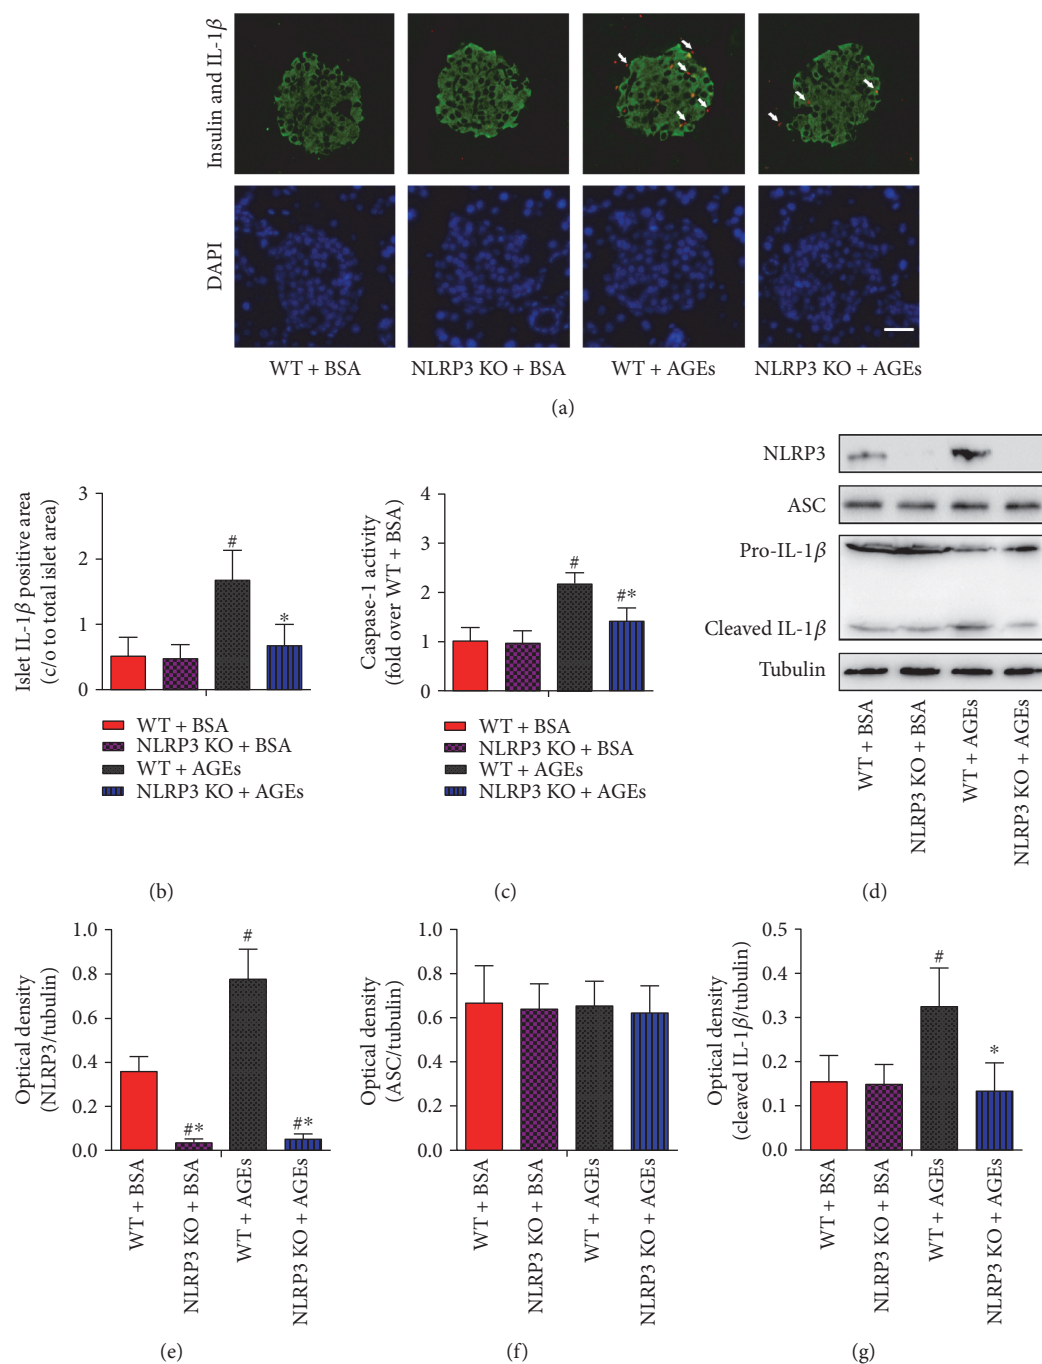 Insulin and IL-1β
DAPI
WT + BSA
NLRP3 KO + BSA
WT + AGEs
NLRP3 KO + AGEs
(a)
Islet IL-1β positive area
(c/o to total islet area)
3
2
1
0
#
*
WT + BSA
NLRP3 KO + BSA
WT + AGEs
NLRP3 KO + AGEs
(b)
Caspase-1 activity
(fold over WT + BSA)
4
3
2
1
0
#
#*
WT + BSA
NLRP3 KO + BSA
WT + AGEs
NLRP3 KO + AGEs
(c)
NLRP3
ASC
Pro-IL-1β
Cleaved IL-1β
Tubulin
WT + BSA
NLRP3 KO + BSA
WT + AGEs
NLRP3 KO + AGEs
(d)
Optical density
(NLRP3/tubulin)
1.0
0.8
0.6
0.4
0.2
0.0
#*
#
#*
WT + BSA
NLRP3 KO + BSA
WT + AGEs
NLRP3 KO + AGEs
(e)
Optical density
(ASC/tubulin)
1.0
0.8
0.6
0.4
0.2
0.0
WT + BSA
NLRP3 KO + BSA
WT + AGEs
NLRP3 KO + AGEs
(f)
Optical density
(cleaved IL-1β/tubulin)
0.5
0.4
0.3
0.2
0.1
0.0
#
*
WT + BSA
NLRP3 KO + BSA
WT + AGEs
NLRP3 KO + AGEs
(g)